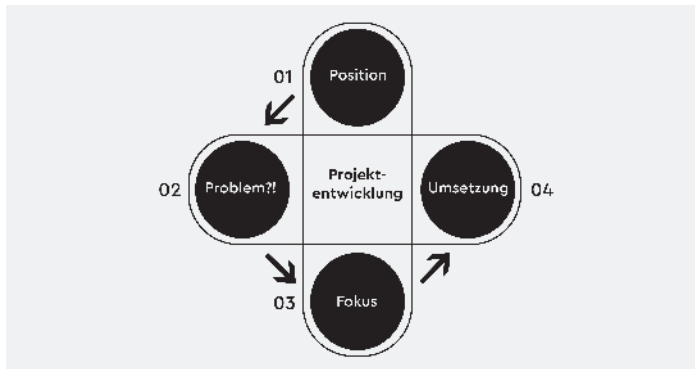 01
Position
02
Problem?!
Projekt-
entwicklung
Umsetzung
04
03
Fokus